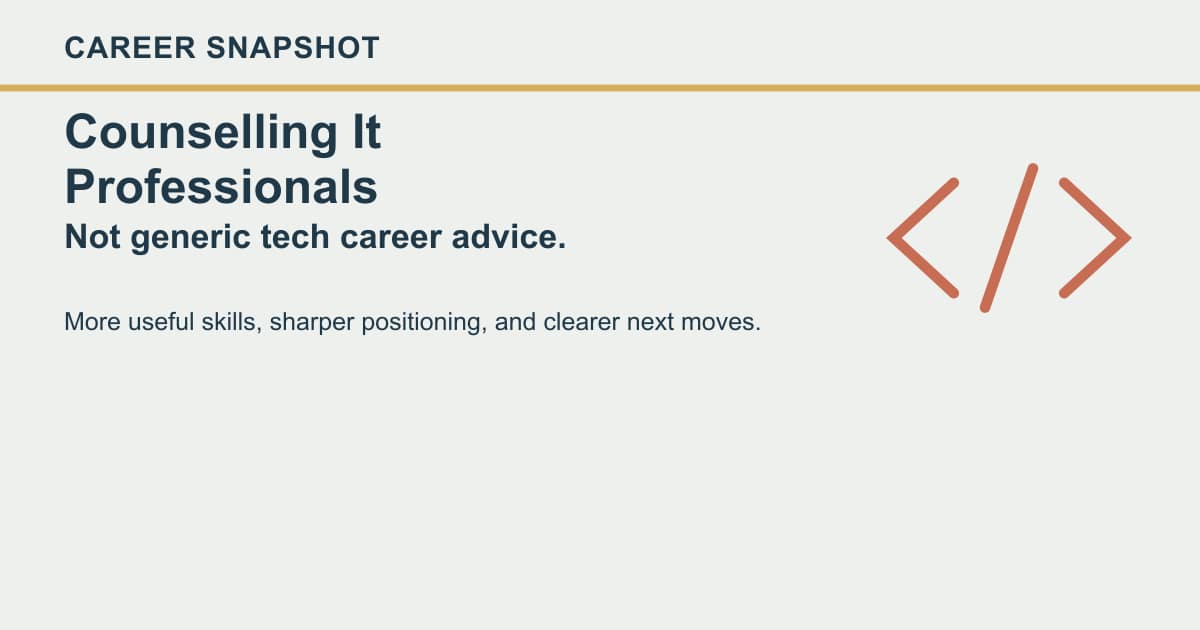 CAREER SNAPSHOT
Counselling It
Professionals
Not generic tech career advice.
More useful skills, sharper positioning, and clearer next moves.